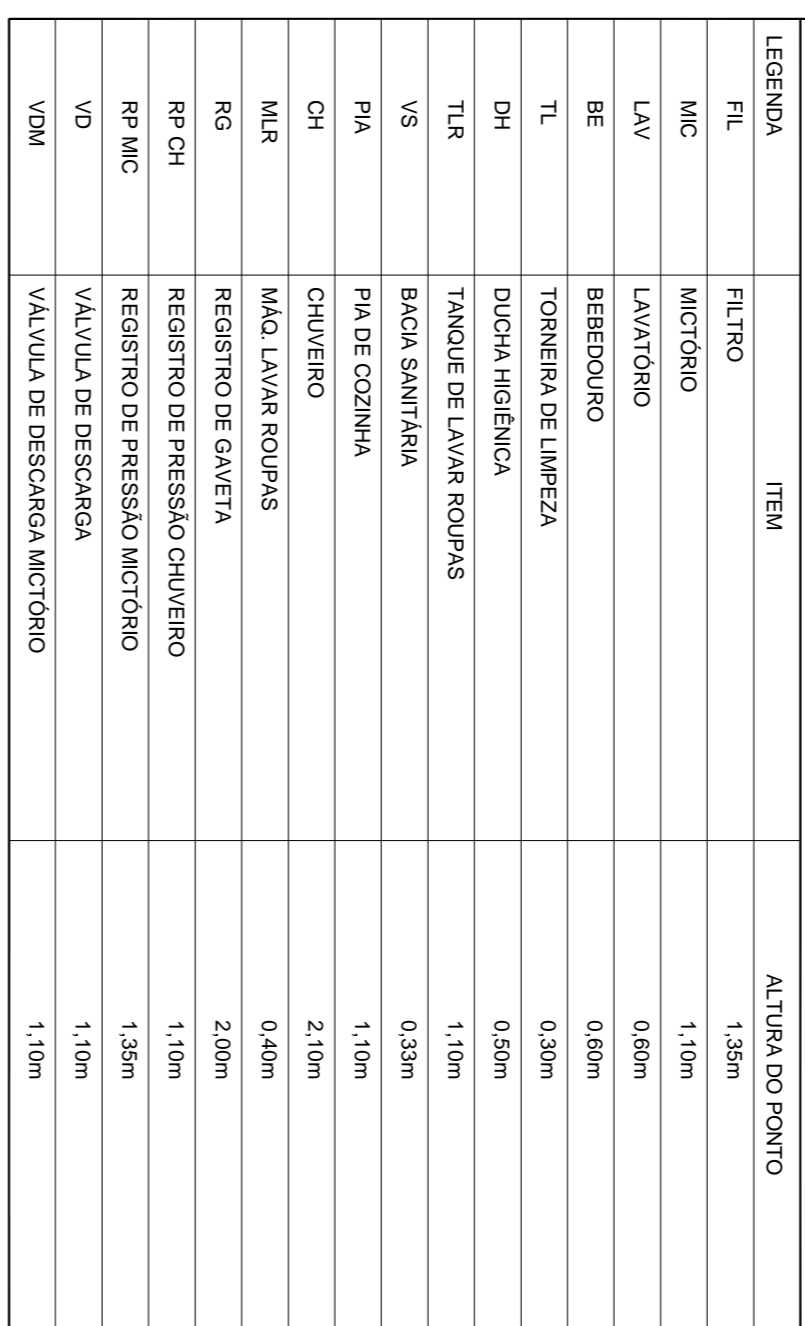 LEGENDA ITEM ALTURA DO PONTO
FIL FILTRO 1,35m
MIC MICTÓRIO 1,10m
LAV LAVATÓRIO 0,60m
BE BEBEDOURO 0,60m
TL TORNEIRA DE LIMPEZA 0,30m
DH DUCHA HIGIÊNICA 0,50m
TLR TANQUE DE LAVAR ROUPAS 1,10m
VS BACIA SANITÁRIA 0,33m
PIA PIA DE COZINHA 1,10m
CH CHUVEIRO 2,10m
MLR MÁQ. LAVAR ROUPAS 0,40m
RG REGISTRO DE GAVETA 2,00m
RP CH REGISTRO DE PRESSÃO CHUVEIRO 1,10m
RP MIC REGISTRO DE PRESSÃO MICTÓRIO 1,35m
VD VÁLVULA DE DESCARGA 1,10m
VDM VÁLVULA DE DESCARGA MICTÓRIO 1,10m